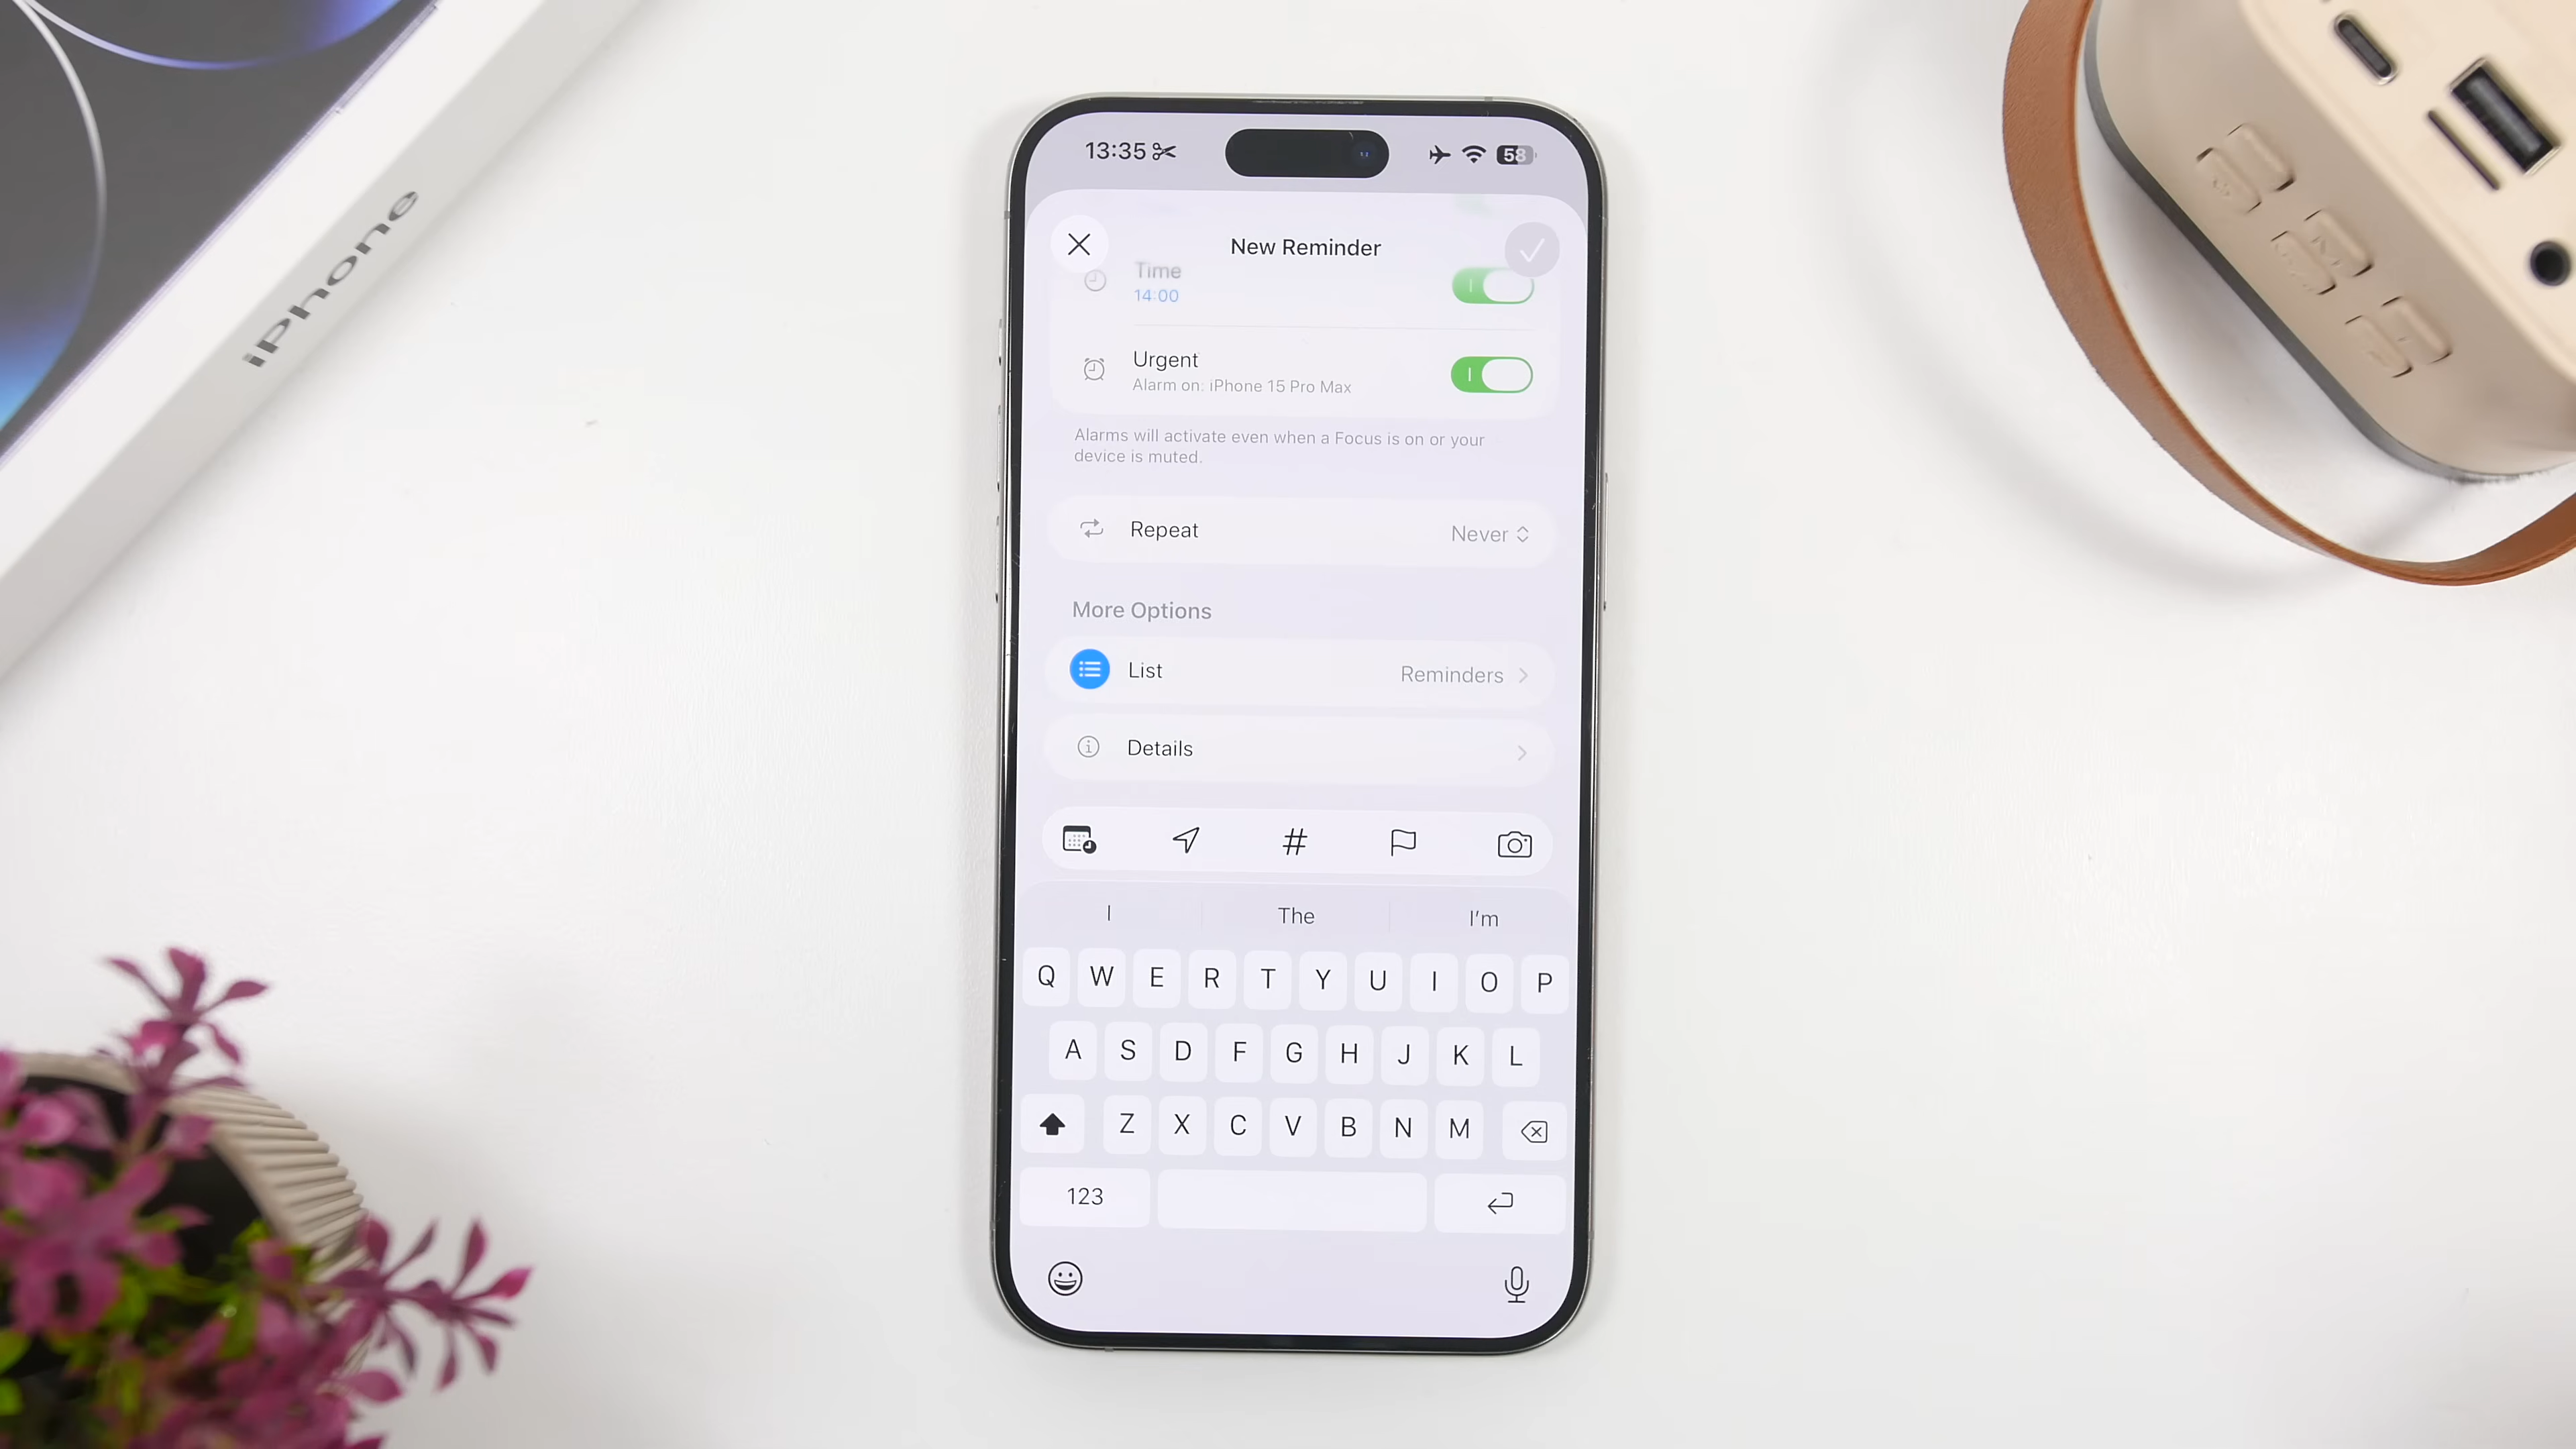 iPhone
13:35
58
New Reminder
Time
14:00
Urgent
Alarm on: iPhone 15 Pro Max
Alarms will activate even when a Focus is on or your
device is muted.
Repeat
Never
More Options
List
Reminders
Details
#
I
The
I'm
Q W E R T Y U I O P
A S D F G H J K L
Z X C V B N M
123